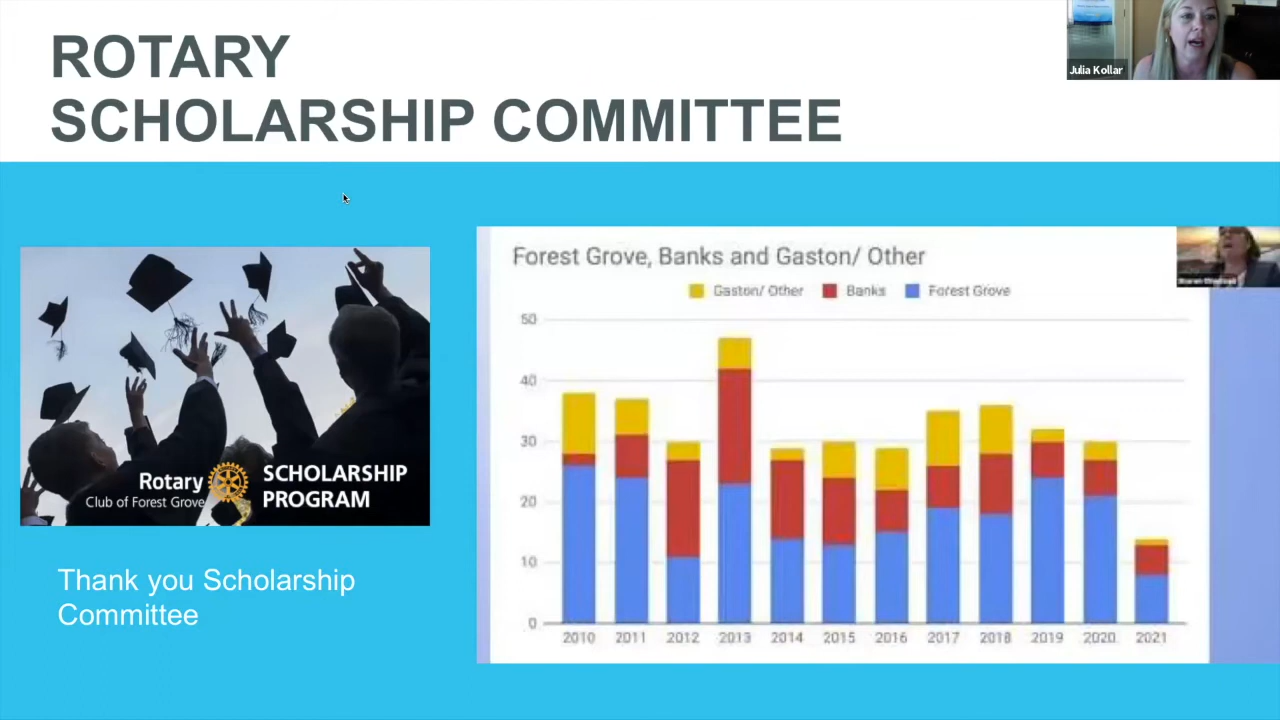 ROTARY
SCHOLARSHIP COMMITTEE
Julia Kollar
Forest Grove, Banks and Gaston/ Other
Gaston/ Other
Banks
Forest Grove
50
40
30
20
10
0
2010
2011
2012
2013
2014
2015
2016
2017
2018
2019
2020
2021
Rotary
Club of Forest Grove
SCHOLARSHIP
PROGRAM
Thank you Scholarship
Committee